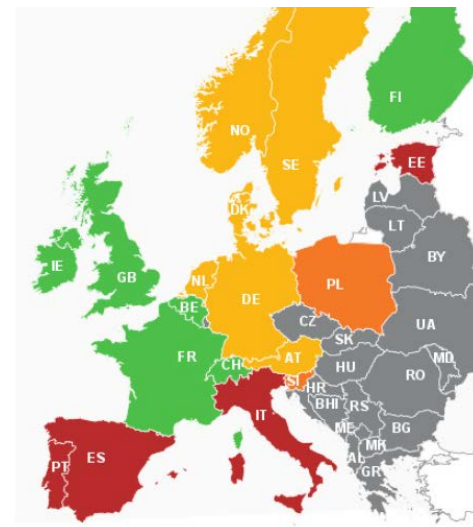 FI
NO
SE
EE
LV
DK
LT
BY
IE
GB
NL
DE
PL
BE
CZ
UA
SK
FR
CH
AT
HU
MD
SI
HR
RO
BHI
RS
IT
ME
BG
MK
AL
GR
PT
ES